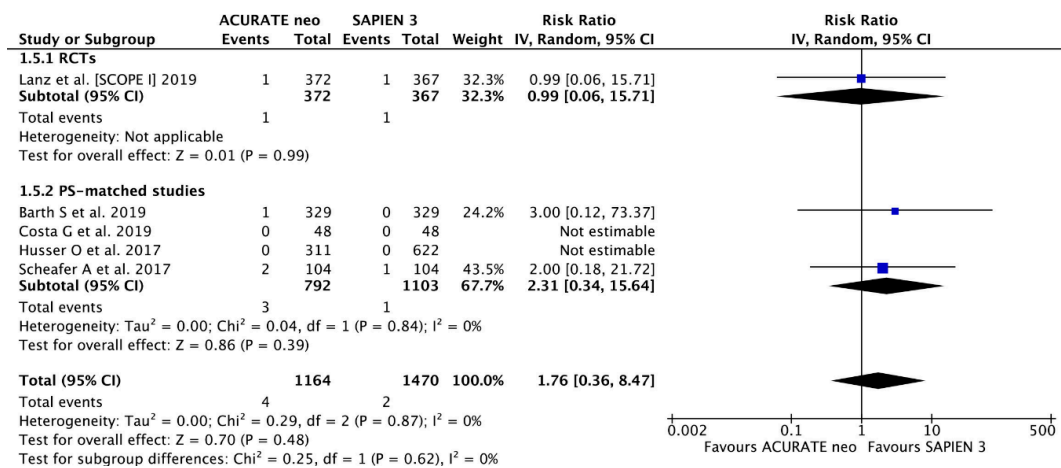 ACURATE neo SAPIEN 3 Risk Ratio Risk Ratio
Study or Subgroup Events Total Events Total Weight IV, Random, 95% CI IV, Random, 95% CI
1.5.1 RCTs
Lanz et al. [SCOPE I] 2019 1 372 1 367 32.3% 0.99 [0.06, 15.71]
Subtotal (95% CI) 372 367 32.3% 0.99 [0.06, 15.71]
Total events 1 1
Heterogeneity: Not applicable
Test for overall effect: Z = 0.01 (P = 0.99)
1.5.2 PS-matched studies
Barth S et al. 2019 1 329 0 329 24.2% 3.00 [0.12, 73.37]
Costa G et al. 2019 0 48 0 48 Not estimable
Husser O et al. 2017 0 311 0 622 Not estimable
Scheafer A et al. 2017 2 104 1 104 43.5% 2.00 [0.18, 21.72]
Subtotal (95% CI) 792 1103 67.7% 2.31 [0.34, 15.64]
Total events 3 1
Heterogeneity: Tau² = 0.00; Chi² = 0.04, df = 1 (P = 0.84); I² = 0%
Test for overall effect: Z = 0.86 (P = 0.39)
Total (95% CI) 1164 1470 100.0% 1.76 [0.36, 8.47]
Total events 4 2
Heterogeneity: Tau² = 0.00; Chi² = 0.29, df = 2 (P = 0.87); I² = 0%
Test for overall effect: Z = 0.70 (P = 0.48)
Test for subgroup differences: Chi² = 0.25, df = 1 (P = 0.62), I² = 0%
0.002 0.1 1 10 500
Favours ACURATE neo Favours SAPIEN 3